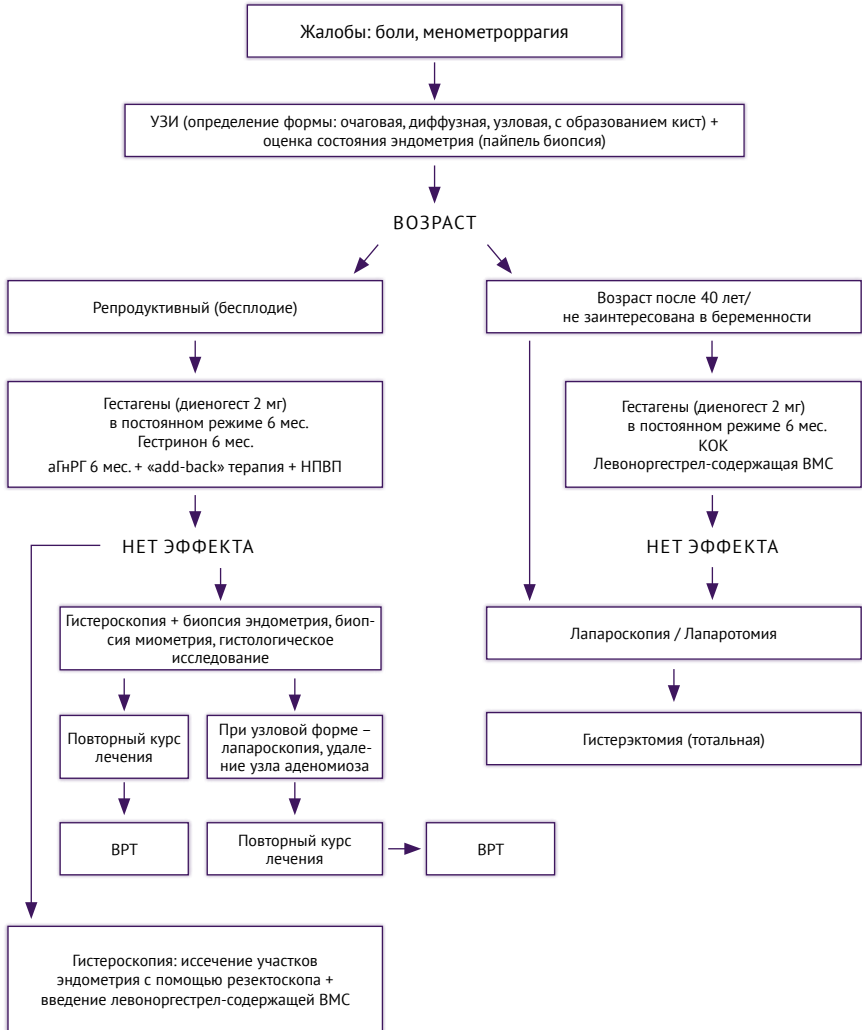 Жалобы: боли, менометроррагия
УЗИ (определение формы: очаговая, диффузная, узловая, с образованием кист) +
оценка состояния эндометрия (пайпель биопсия)
ВОЗРАСТ
Репродуктивный (бесплодие)
Возраст после 40 лет/
не заинтересована в беременности
Гестагены (диеногест 2 мг)
в постоянном режиме 6 мес.
Гестринон 6 мес.
аГнРГ 6 мес. + «add-back» терапия + НПВП
Гестагены (диеногест 2 мг)
в постоянном режиме 6 мес.
КОК
Левоноргестрел-содержащая ВМС
НЕТ ЭФФЕКТА
НЕТ ЭФФЕКТА
Гистероскопия + биопсия эндометрия, биоп-
сия миометрия, гистологическое
исследование
Лапароскопия / Лапаротомия
Повторный курс
лечения
При узловой форме –
лапароскопия, удале-
ние узла аденомиоза
Гистерэктомия (тотальная)
ВРТ
Повторный курс
лечения
ВРТ
Гистероскопия: иссечение участков
эндометрия с помощью резектоскопа +
введение левоноргестрел-содержащей ВМС